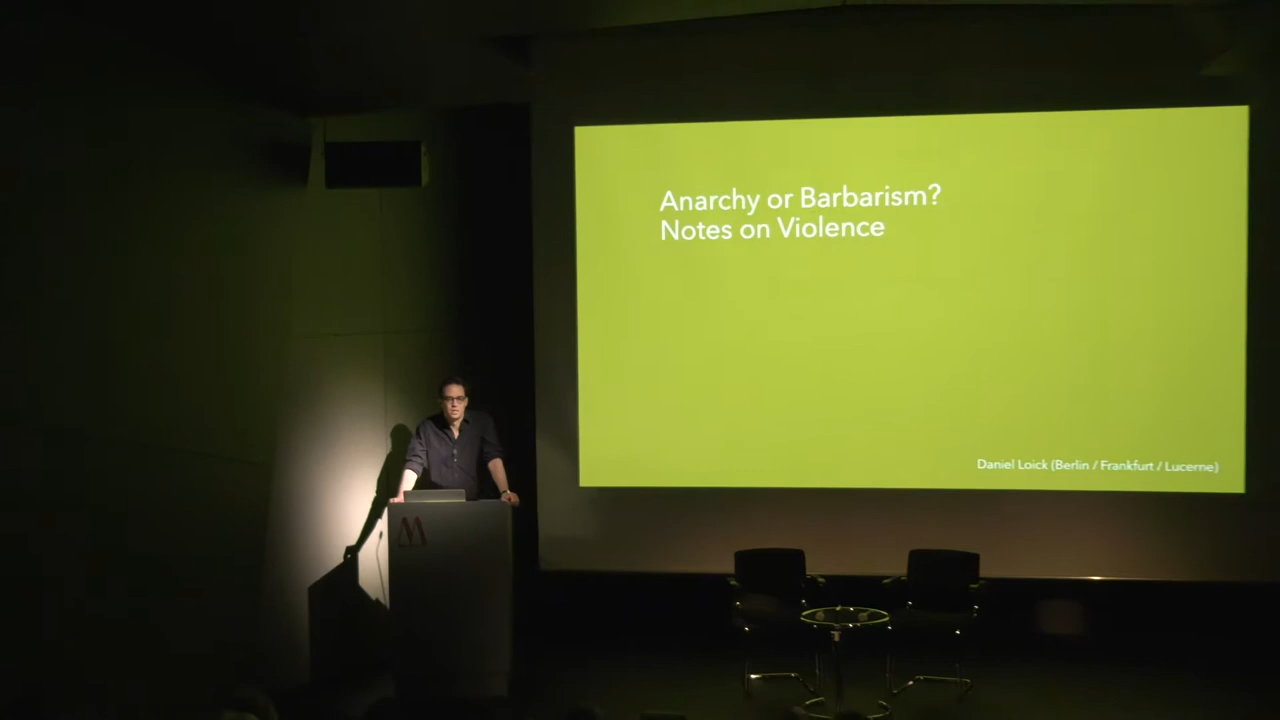 Anarchy or Barbarism?
Notes on Violence
Daniel Loick (Berlin / Frankfurt / Lucerne)
M